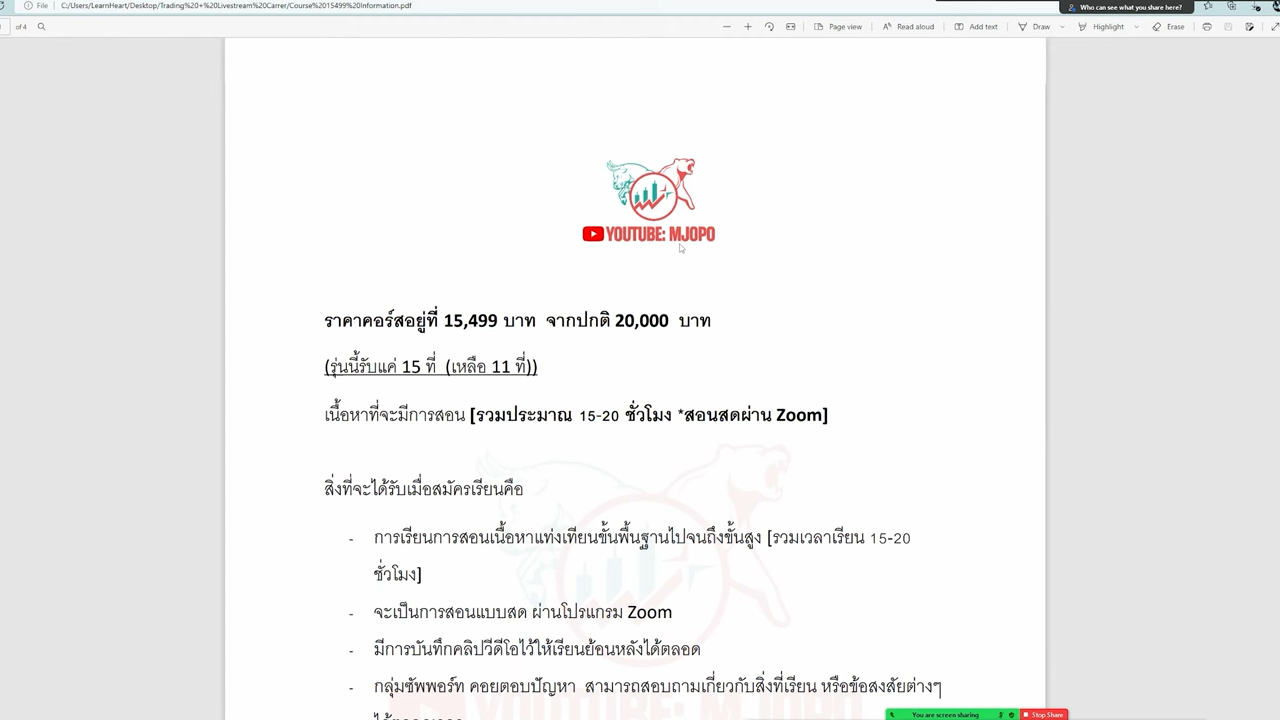 File C:/Users/LearnHeart/Desktop/Trading%20+%20Livestream%20Carrer/Course%2015499%20Information.pdf
Who can see what you share here?
of 4
Page view
Read aloud
Add text
Draw
Highlight
Erase
YOUTUBE: MJOPO
ราคาคอร์สอยู่ที่ 15,499 บาท จากปกติ 20,000 บาท
(รุ่นนี้รับแค่ 15 ที่ (เหลือ 11 ที่))
เนื้อหาที่จะมีการสอน [รวมประมาณ 15-20 ชั่วโมง *สอนสดผ่าน Zoom]
สิ่งที่จะได้รับเมื่อสมัครเรียนคือ
- การเรียนการสอนเนื้อหาแท่งเทียนขั้นพื้นฐานไปจนถึงขั้นสูง [รวมเวลาเรียน 15-20
ชั่วโมง]
- จะเป็นการสอนแบบสด ผ่านโปรแกรม Zoom
- มีการบันทึกคลิปวีดีโอไว้ให้เรียนย้อนหลังได้ตลอด
- กลุ่มซัพพอร์ท คอยตอบปัญหา สามารถสอบถามเกี่ยวกับสิ่งที่เรียน หรือข้อสงสัยต่างๆ
You are screen sharing
Stop Share